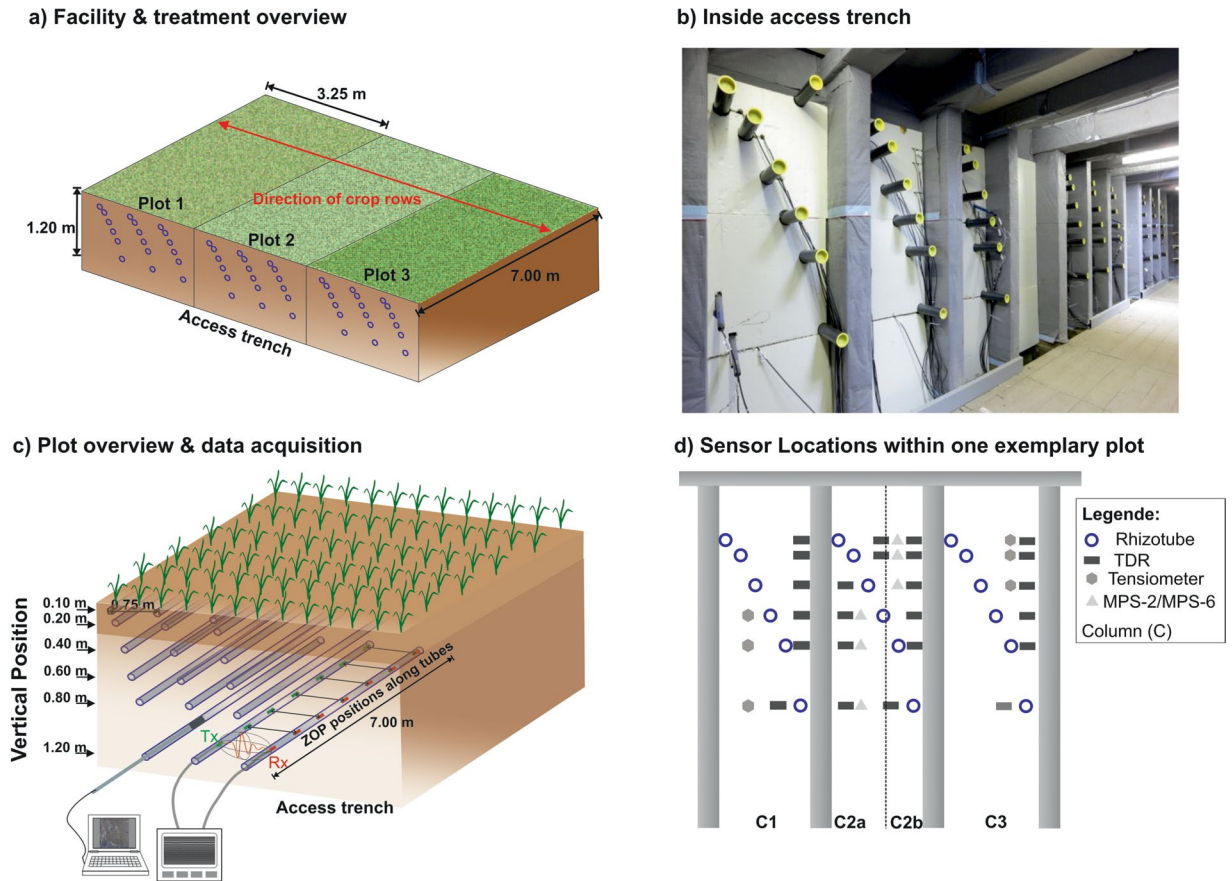 a) Facility & treatment overview
3.25 m
Direction of crop rows
Plot 1
Plot 2
Plot 3
1.20 m
7.00 m
Access trench
b) Inside access trench
c) Plot overview & data acquisition
Vertical Position
0.10 m
0.75 m
0.20 m
0.40 m
0.60 m
0.80 m
1.20 m
Tx
Rx
ZOP positions along tubes
7.00 m
Access trench
d) Sensor Locations within one exemplary plot
Legende:
Rhizotube
TDR
Tensiometer
MPS-2/MPS-6
Column (C)
C1
C2a
C2b
C3